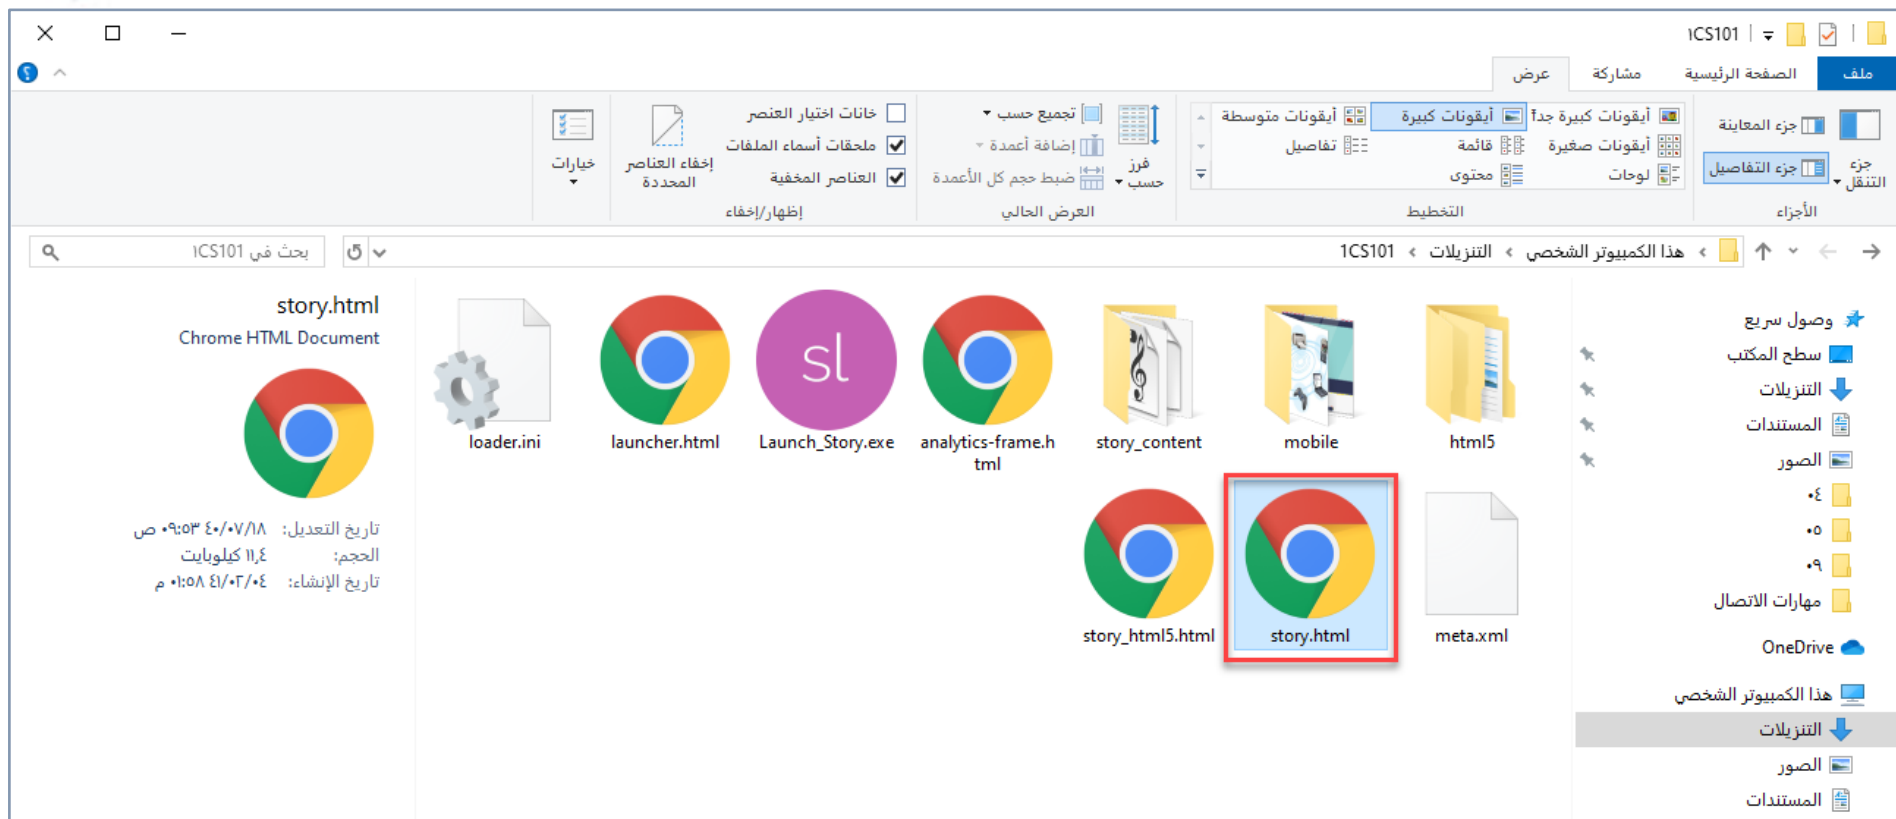 ١CS101
ملف الصفحة الرئيسية مشاركة عرض
جزء التنقل
جزء المعاينة
جزء التفاصيل
الأجزاء
أيقونات كبيرة جدًا أيقونات كبيرة أيقونات متوسطة
أيقونات صغيرة قائمة تفاصيل
لوحات محتوى
التخطيط
فرز حسب
تجميع حسب
إضافة أعمدة
ضبط حجم كل الأعمدة
العرض الحالي
خانات اختيار العنصر
ملحقات أسماء الملفات
العناصر المخفية
إخفاء العناصر
المحددة
إظهار/إخفاء
خيارات
هذا الكمبيوتر الشخصي › التنزيلات › 1CS101
بحث في ١CS101
وصول سريع
سطح المكتب
التنزيلات
المستندات
الصور
٠٤
٠٥
٠٩
مهارات الاتصال
OneDrive
هذا الكمبيوتر الشخصي
التنزيلات
الصور
المستندات
html5
mobile
story_content
analytics-frame.h
tml
Launch_Story.exe
launcher.html
loader.ini
meta.xml
story.html
story_html5.html
story.html
Chrome HTML Document
تاريخ التعديل: ٤٠/٠٧/١٨ ٠٩:٥٣ ص
الحجم: ١١,٤ كيلوبايت
تاريخ الإنشاء: ٤١/٠٢/٠٤ ٠١:٥٨ م
sl